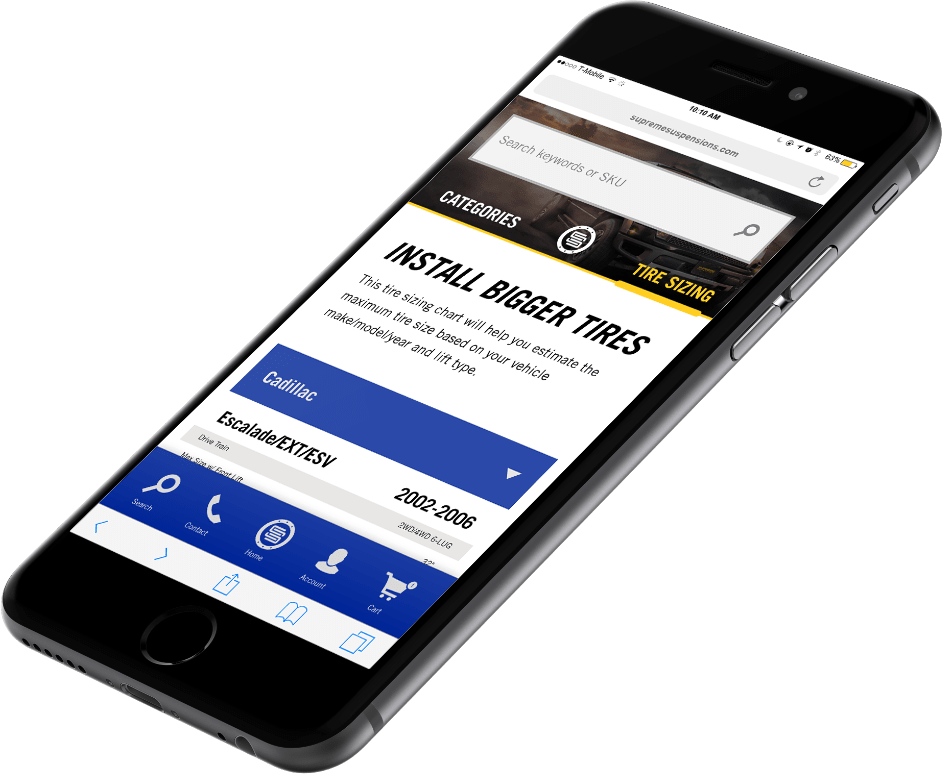 T-Mobile
10:10 AM
63%
supremesuspensions.com
Search keywords or SKU
CATEGORIES
TIRE SIZING
INSTALL BIGGER TIRES
This tire sizing chart will help you estimate the
maximum tire size based on your vehicle
make/model/year and lift type.
Cadillac
Escalade/EXT/ESV
2002-2006
Drive Train
2WD/4WD 6-LUG
Max Size w/ Front Lift
Search
Contact
Home
Account
Cart